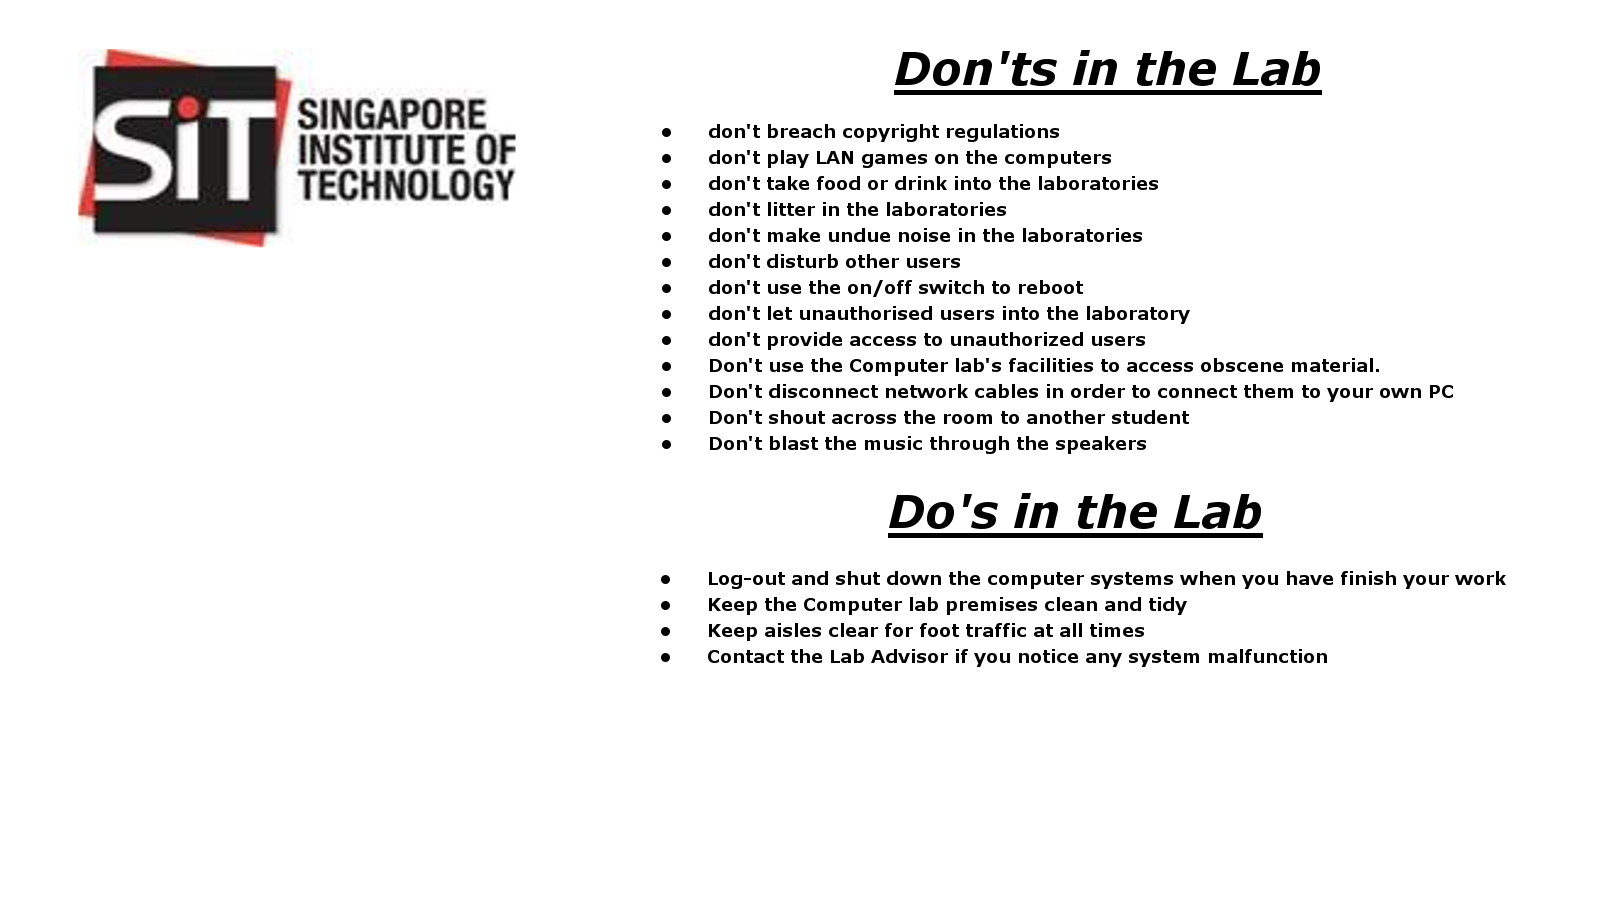 SiT
SINGAPORE
INSTITUTE OF
TECHNOLOGY
Don'ts in the Lab
● don't breach copyright regulations
● don't play LAN games on the computers
● don't take food or drink into the laboratories
● don't litter in the laboratories
● don't make undue noise in the laboratories
● don't disturb other users
● don't use the on/off switch to reboot
● don't let unauthorised users into the laboratory
● don't provide access to unauthorized users
● Don't use the Computer lab's facilities to access obscene material.
● Don't disconnect network cables in order to connect them to your own PC
● Don't shout across the room to another student
● Don't blast the music through the speakers
Do's in the Lab
● Log-out and shut down the computer systems when you have finish your work
● Keep the Computer lab premises clean and tidy
● Keep aisles clear for foot traffic at all times
● Contact the Lab Advisor if you notice any system malfunction